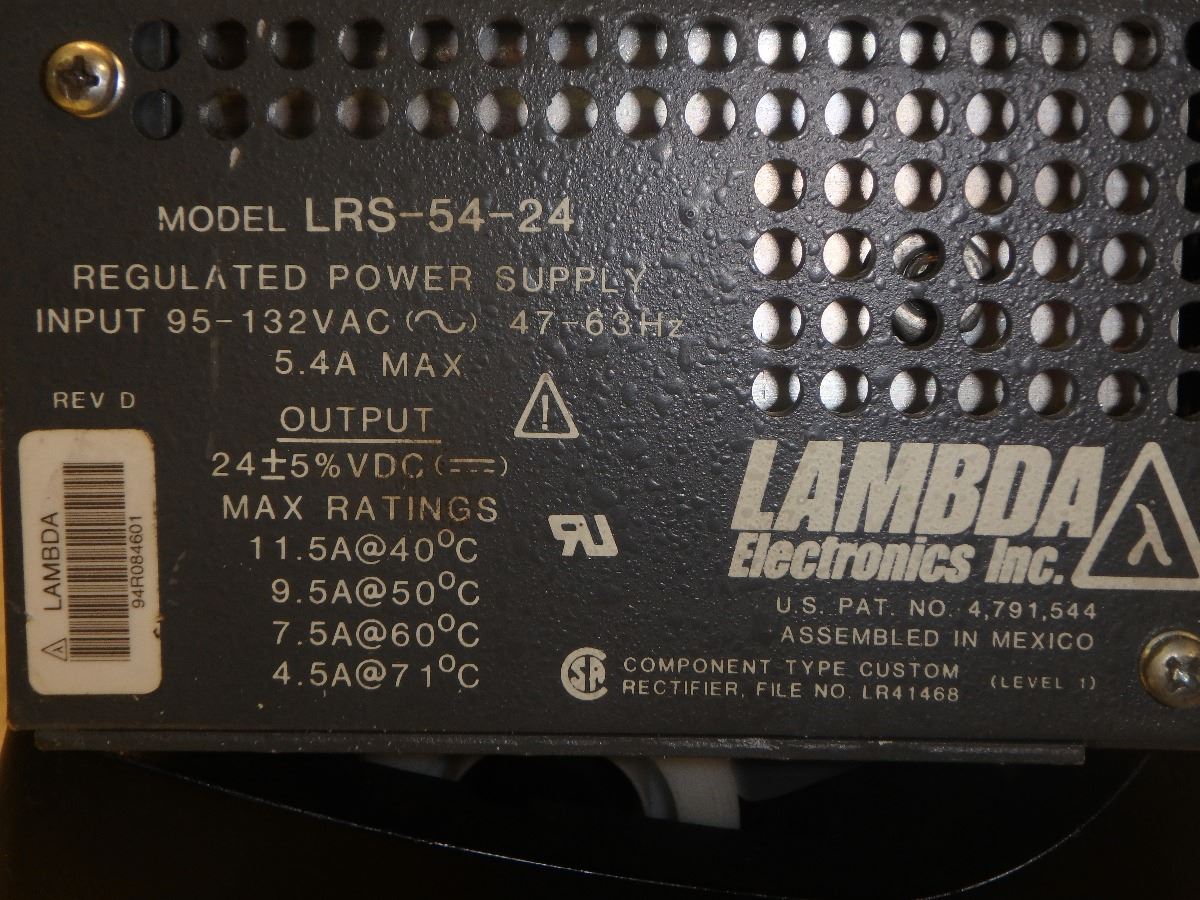 MODEL LRS-54-24
REGULATED POWER SUPPLY
INPUT 95-132VAC (∿) 47-63Hz
5.4A MAX
REV D
OUTPUT
24±5%VDC(⎓)
MAX RATINGS
11.5A@40°C
9.5A@50°C
7.5A@60°C
4.5A@71°C
LAMBDA
94R084601
RU
LAMBDA
Electronics Inc.
λ
U.S. PAT. NO. 4,791,544
ASSEMBLED IN MEXICO
SA
COMPONENT TYPE CUSTOM (LEVEL 1)
RECTIFIER, FILE NO. LR41468